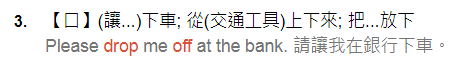 3. 【口】(讓...)下車; 從(交通工具)上下來; 把...放下
Please drop me off at the bank. 請讓我在銀行下車。